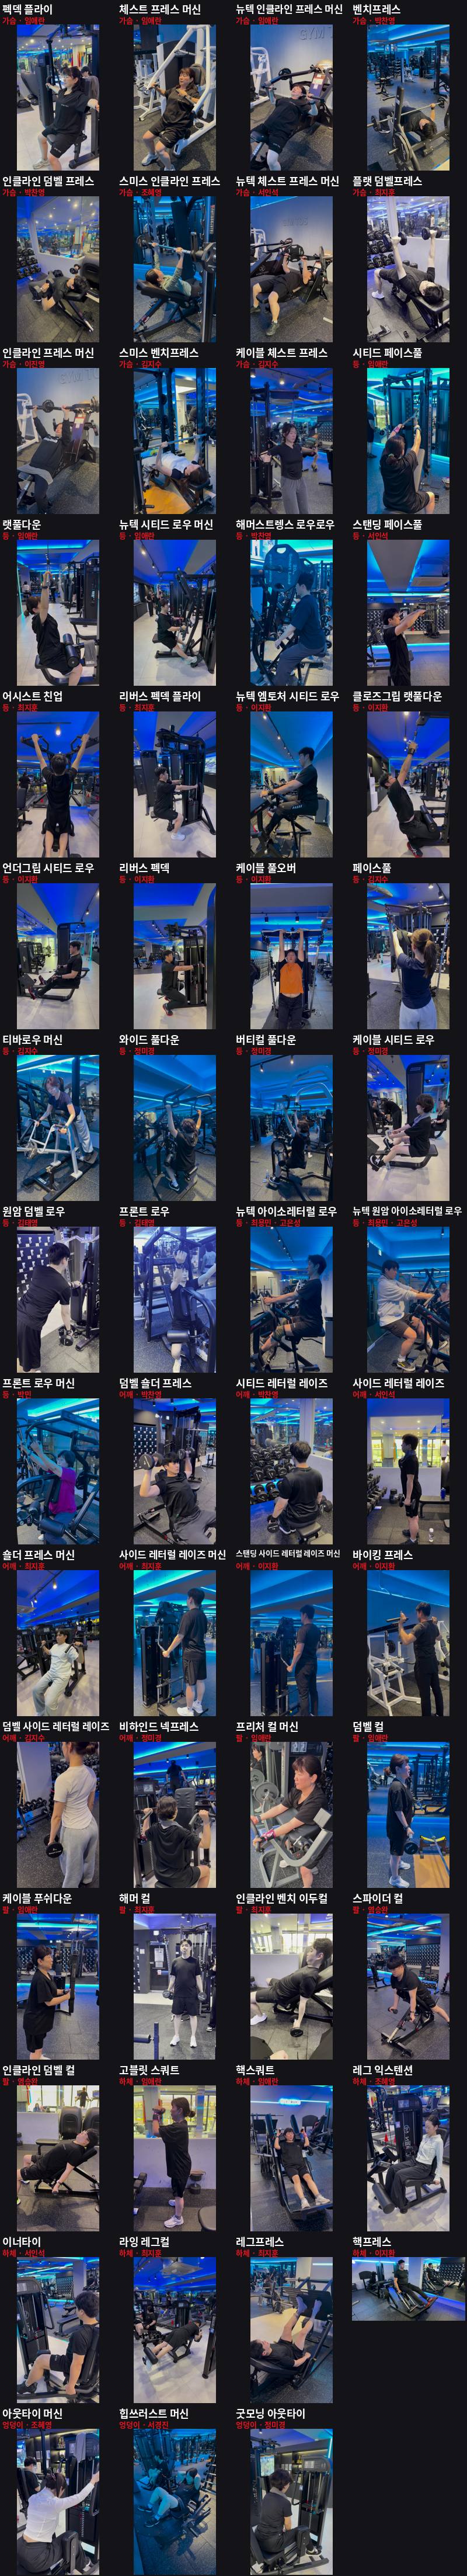 펙덱 플라이
가슴 · 임애란
체스트 프레스 머신
가슴 · 임애란
뉴텍 인클라인 프레스 머신
가슴 · 임애란
벤치프레스
가슴 · 박찬영
GYM
인클라인 덤벨 프레스
가슴 · 박찬영
스미스 인클라인 프레스
가슴 · 조혜영
뉴텍 체스트 프레스 머신
가슴 · 서인석
플랫 덤벨프레스
가슴 · 최지훈
인클라인 프레스 머신
가슴 · 이진영
스미스 벤치프레스
가슴 · 김지수
케이블 체스트 프레스
가슴 · 김지수
시티드 페이스풀
등 · 임애란
랫풀다운
등 · 임애란
뉴텍 시티드 로우 머신
등 · 임애란
해머스트렝스 로우로우
등 · 박찬영
스탠딩 페이스풀
등 · 서인석
어시스트 친업
등 · 최지훈
리버스 펙덱 플라이
등 · 최지훈
뉴텍 엠토처 시티드 로우
등 · 이지환
클로즈그립 랫풀다운
등 · 이지환
언더그립 시티드 로우
등 · 이지환
리버스 펙덱
등 · 이지환
케이블 풀오버
등 · 이지환
페이스풀
등 · 김지수
티바로우 머신
등 · 김지수
와이드 풀다운
등 · 정미경
버티컬 풀다운
등 · 정미경
케이블 시티드 로우
등 · 정미경
원암 덤벨 로우
등 · 김태영
프론트 로우
등 · 김태영
뉴텍 아이소레터럴 로우
등 · 최용민 · 고은성
뉴텍 원암 아이소레터럴 로우
등 · 최용민 · 고은성
프론트 로우 머신
등 · 박민
덤벨 숄더 프레스
어깨 · 박찬영
시티드 레터럴 레이즈
어깨 · 박찬영
사이드 레터럴 레이즈
어깨 · 서인석
숄더 프레스 머신
어깨 · 최지훈
사이드 레터럴 레이즈 머신
어깨 · 최지훈
스탠딩 사이드 레터럴 레이즈 머신
어깨 · 이지환
바이킹 프레스
어깨 · 이지환
덤벨 사이드 레터럴 레이즈
어깨 · 김지수
비하인드 넥프레스
어깨 · 정미경
프리처 컬 머신
팔 · 임애란
덤벨 컬
팔 · 임애란
케이블 푸쉬다운
팔 · 임애란
해머 컬
팔 · 최지훈
인클라인 벤치 이두컬
팔 · 최지훈
스파이더 컬
팔 · 염승환
인클라인 덤벨 컬
팔 · 염승환
고블릿 스쿼트
하체 · 임애란
핵스쿼트
하체 · 임애란
레그 익스텐션
하체 · 조혜영
이너타이
하체 · 서인석
라잉 레그컬
하체 · 최지훈
레그프레스
하체 · 최지훈
핵프레스
하체 · 이지환
아웃타이 머신
엉덩이 · 조혜영
힙쓰러스트 머신
엉덩이 · 서경진
굿모닝 아웃타이
엉덩이 · 정미경